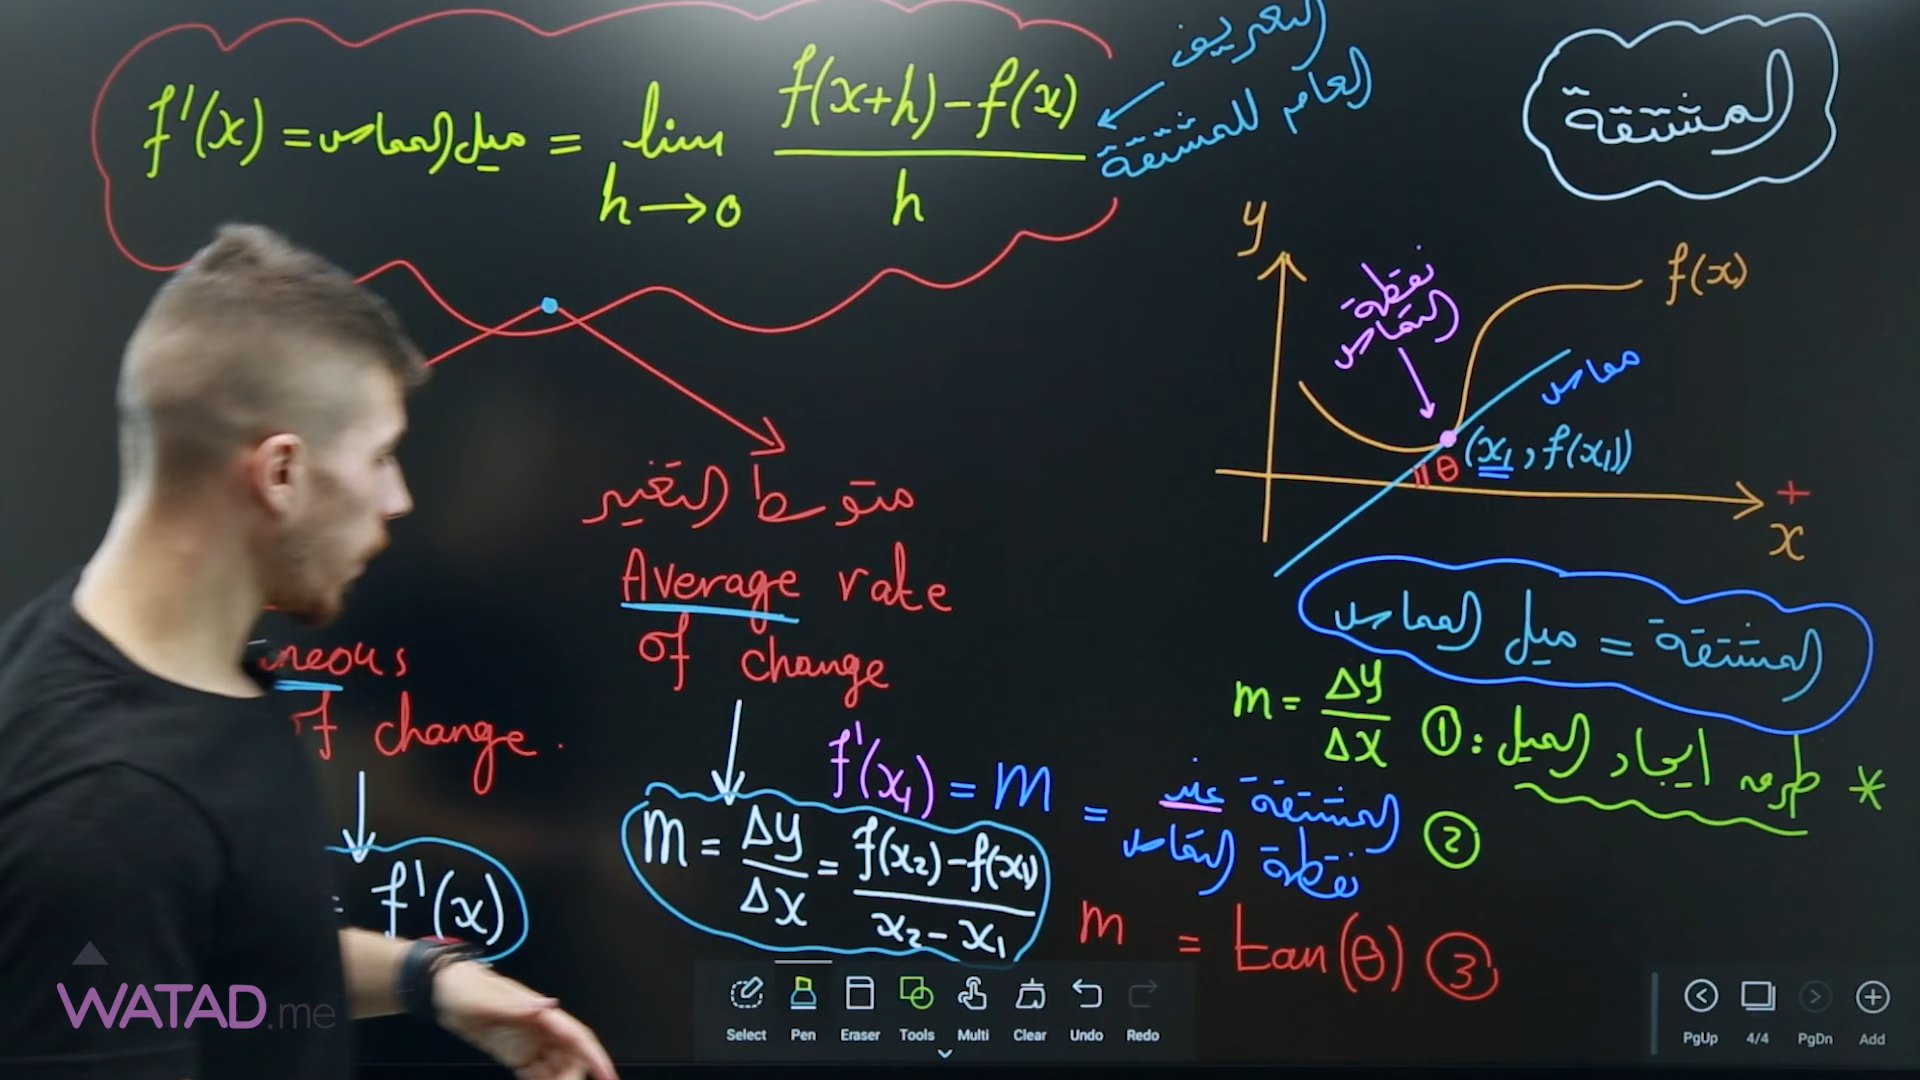 المشتقة
f'(x) = ميل المماس = lim h→0 f(x+h) - f(x) / h
التعريف
العام للمشتقة
y
f(x)
نقطة
التماس
مماس
(x₁, f(x₁))
θ
+
x
المشتقة = ميل المماس
* طرق ايجاد الميل : ① m = Δy/Δx
② المشتقة عند
نقطة التماس
= m = f'(x₁)
③ m = tan(θ)
متوسط التغير
Average rate
of change
m = Δy/Δx = f(x₂) - f(x₁) / x₂ - x₁
neous
of change.
= f'(x)
WATAD.me
Select Pen Eraser Tools Multi Clear Undo Redo
PgUp 4/4 PgDn Add